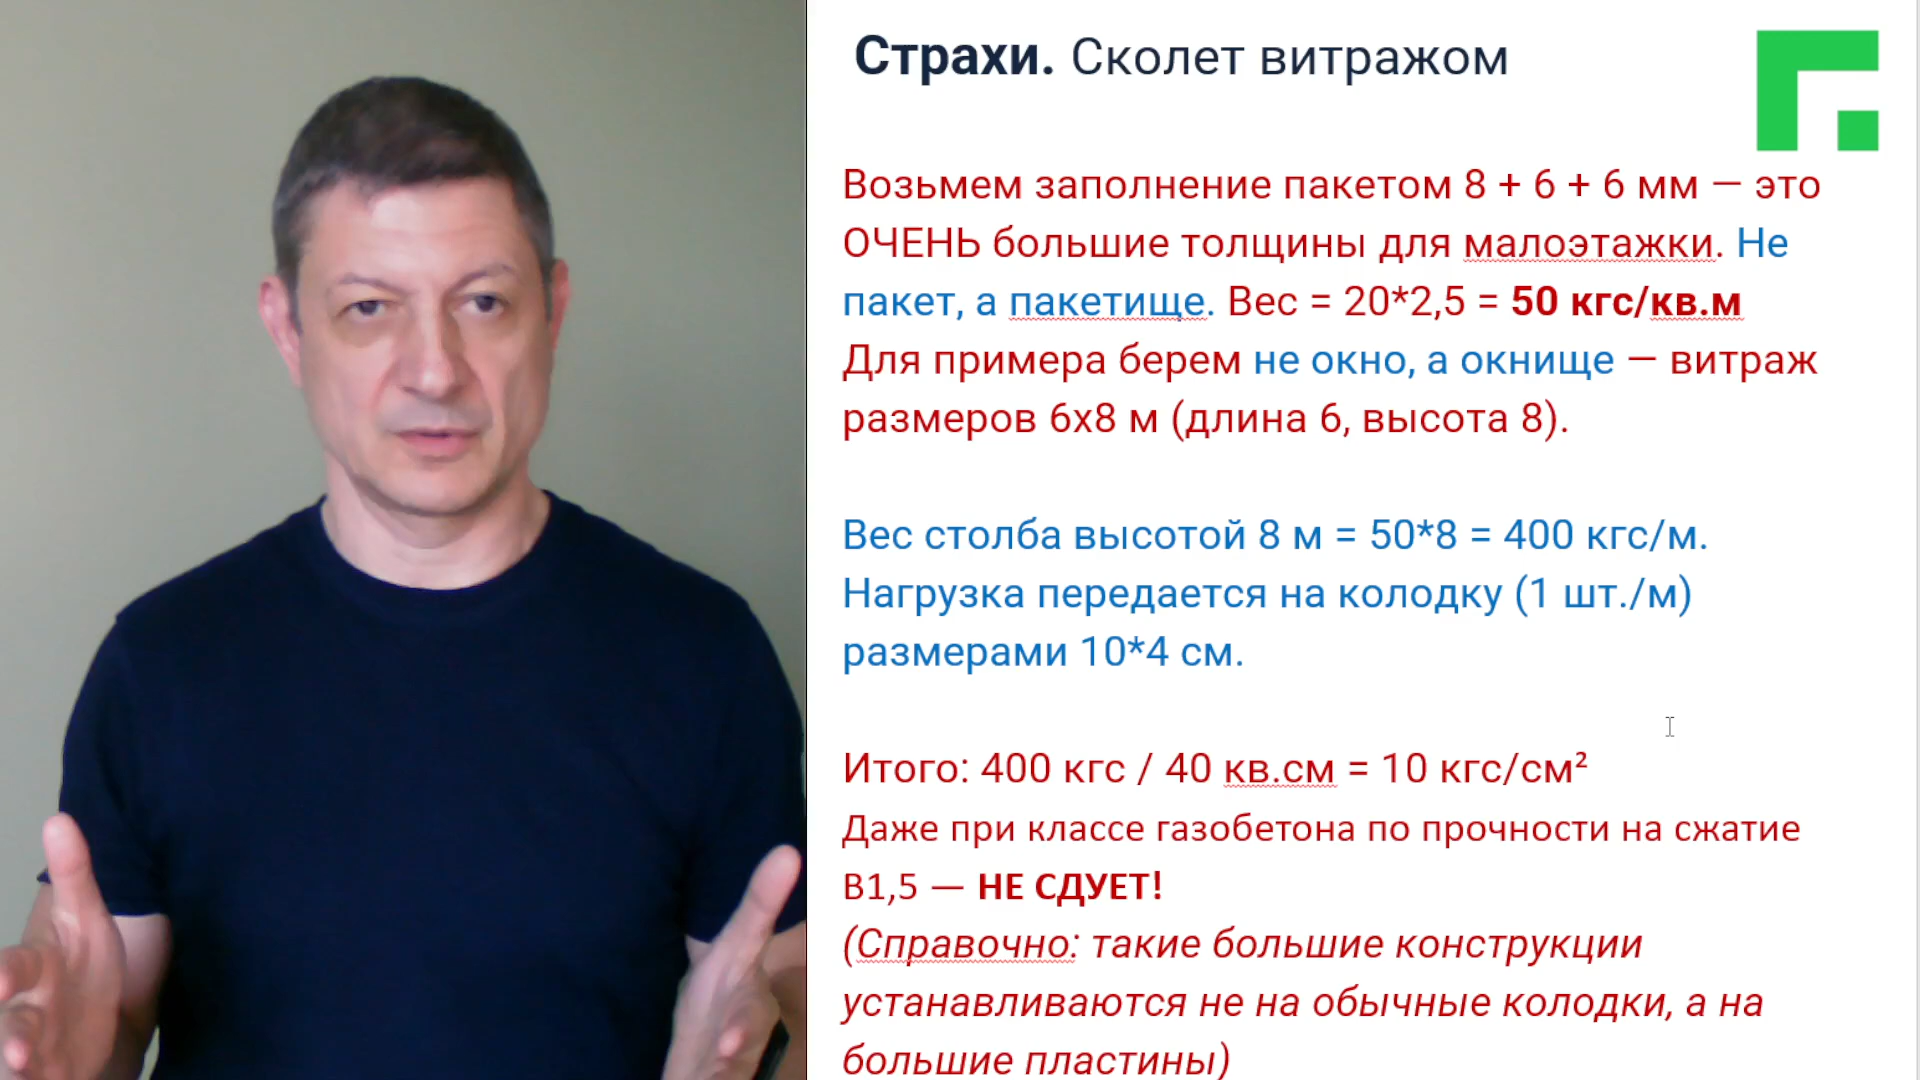 Страхи. Сколет витражом
Возьмем заполнение пакетом 8 + 6 + 6 мм — это
ОЧЕНЬ большие толщины для малоэтажки. Не
пакет, а пакетище. Вес = 20*2,5 = 50 кгс/кв.м
Для примера берем не окно, а окнище — витраж
размеров 6х8 м (длина 6, высота 8).
Вес столба высотой 8 м = 50*8 = 400 кгс/м.
Нагрузка передается на колодку (1 шт./м)
размерами 10*4 см.
Итого: 400 кгс / 40 кв.см = 10 кгс/см²
Даже при классе газобетона по прочности на сжатие
В1,5 — НЕ СДУЕТ!
(Справочно: такие большие конструкции
устанавливаются не на обычные колодки, а на
большие пластины)